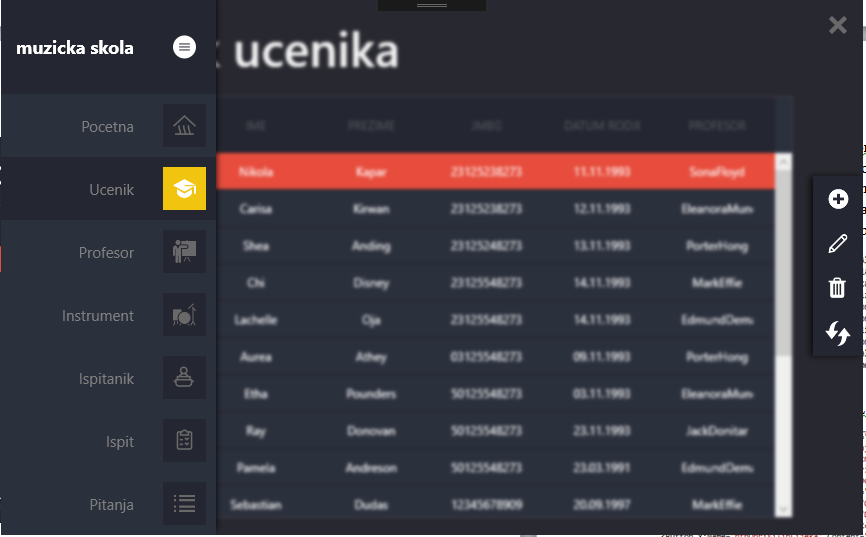 muzicka skola
ucenika
Pocetna
Ucenik
Profesor
Instrument
Ispitanik
Ispit
Pitanja
IME PREZIME JMBG DATUM RODJE PROFESOR
Nikola Kapar 23125238273 11.11.1993 SonaFloyd
Carisa Kirwan 23125238273 12.11.1993 EleanoraMun
Shea Anding 23125248273 13.11.1993 PorterHong
Chi Disney 23125548273 14.11.1993 MarkEffie
Lachelle Oja 23125548273 14.11.1993 EdmundDem
Aurea Athey 03125548273 09.11.1993 PorterHong
Etha Pounders 50125548273 03.11.1993 EleanoraMun
Ray Donovan 50125548273 23.11.1993 JackDonitar
Pamela Andreson 50125548273 23.03.1991 EdmundDem
Sebastian Dudas 12345678909 20.09.1997 MarkEffie